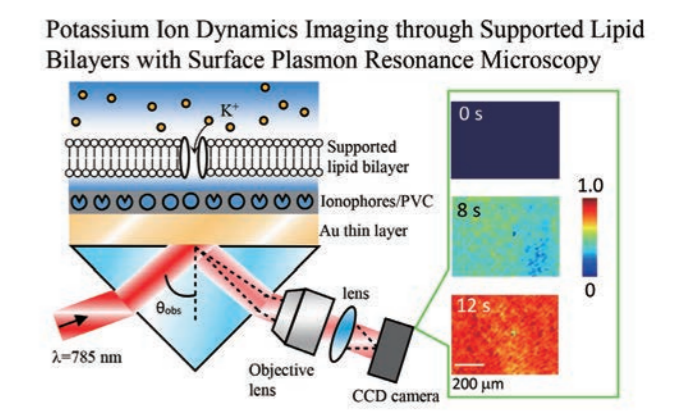 Potassium Ion Dynamics Imaging through Supported Lipid
Bilayers with Surface Plasmon Resonance Microscopy
K+
Supported
lipid bilayer
Ionophores/PVC
Au thin layer
θobs
λ=785 nm
Objective
lens
lens
CCD camera
0 s
8 s
12 s
200 μm
1.0
0